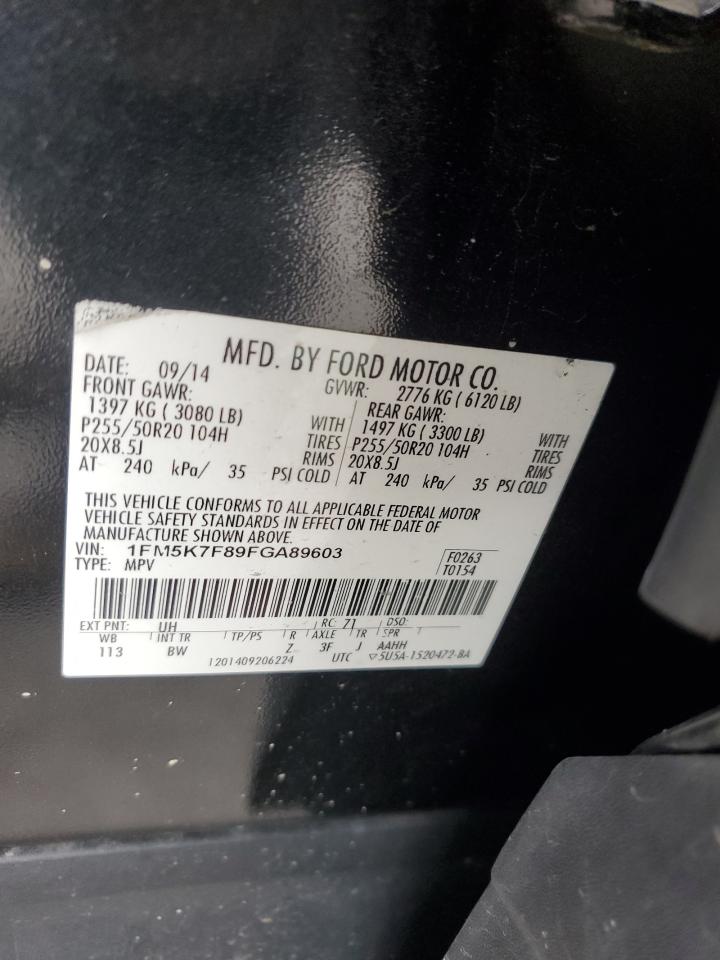 MFD. BY FORD MOTOR CO.
DATE: 09/14 GVWR: 2776 KG ( 6120 LB)
FRONT GAWR: REAR GAWR:
1397 KG ( 3080 LB) WITH 1497 KG ( 3300 LB) WITH
P255/50R20 104H TIRES P255/50R20 104H TIRES
20X8.5J RIMS 20X8.5J RIMS
AT 240 kPa/ 35 PSI COLD AT 240 kPa/ 35 PSI COLD
THIS VEHICLE CONFORMS TO ALL APPLICABLE FEDERAL MOTOR
VEHICLE SAFETY STANDARDS IN EFFECT ON THE DATE OF
MANUFACTURE SHOWN ABOVE.
VIN: 1FM5K7F89FGA89603 F0263
TYPE: MPV T0154
EXT PNT: UH RC: 71 DSO:
WB INT TR TP/PS R AXLE TR SPR
113 BW Z 3F J AAHH
1201409206224 UTC ▽5U5A-1520472-BA